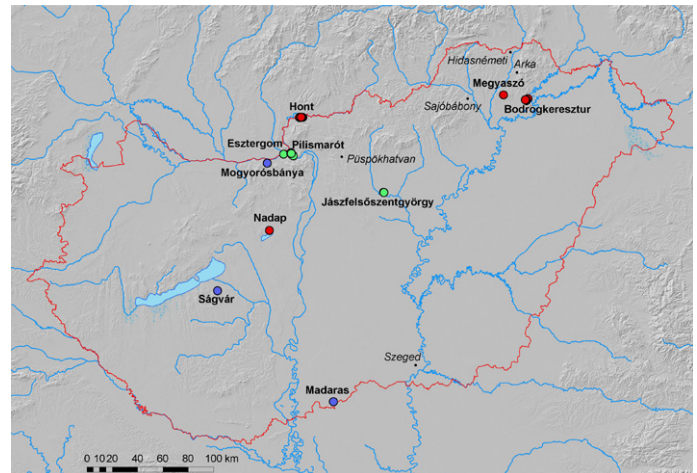 Hidasnémeti
Arka
Megyaszó
Sajóbábony
Bodrogkeresztur
Hont
Esztergom
Pilismarót
Püspökhatvan
Mogyorósbánya
Jászfelsőszentgyörgy
Nadap
Ságvár
Szeged
Madaras
0 10 20 40 60 80 100 km